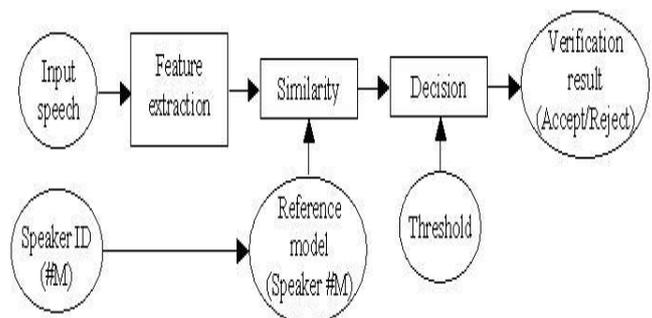 Input
speech
Feature
extraction
Similarity
Decision
Verification
result
(Accept/Reject)
Speaker ID
(#M)
Reference
model
(Speaker #M)
Threshold